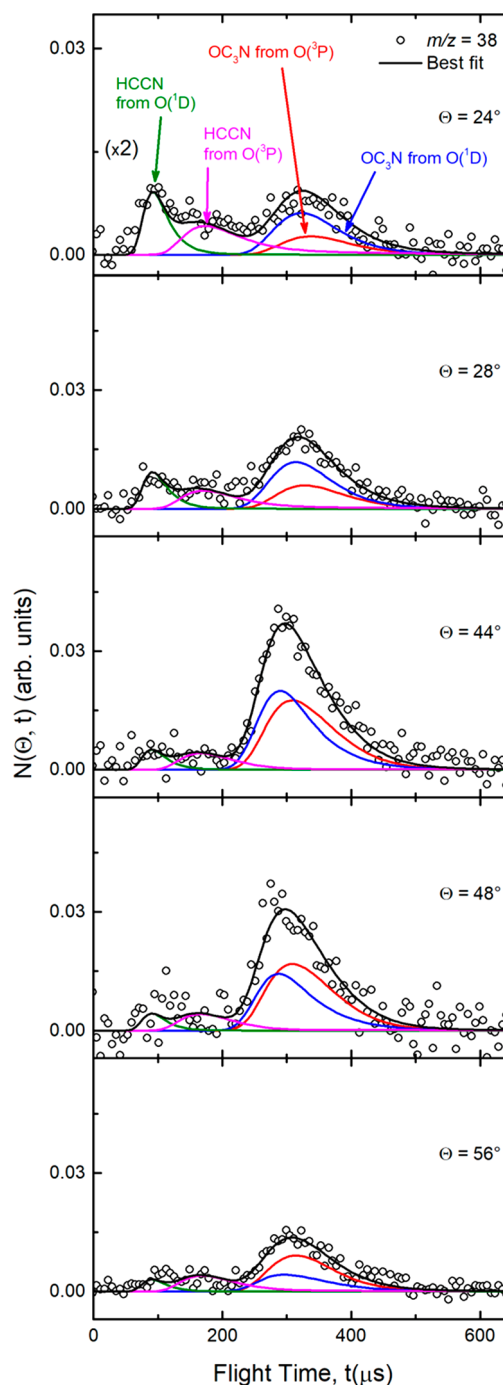 0.03
m/z = 38
Best fit
OC₃N from O(³P)
HCCN
from O(¹D)
Θ = 24°
HCCN
from O(³P)
(x2)
OC₃N from O(¹D)
0.00
Θ = 28°
0.03
0.00
Θ = 44°
0.03
0.00
N(Θ, t) (arb. units)
Θ = 48°
0.03
0.00
Θ = 56°
0.03
0.00
0 200 400 600
Flight Time, t(μs)